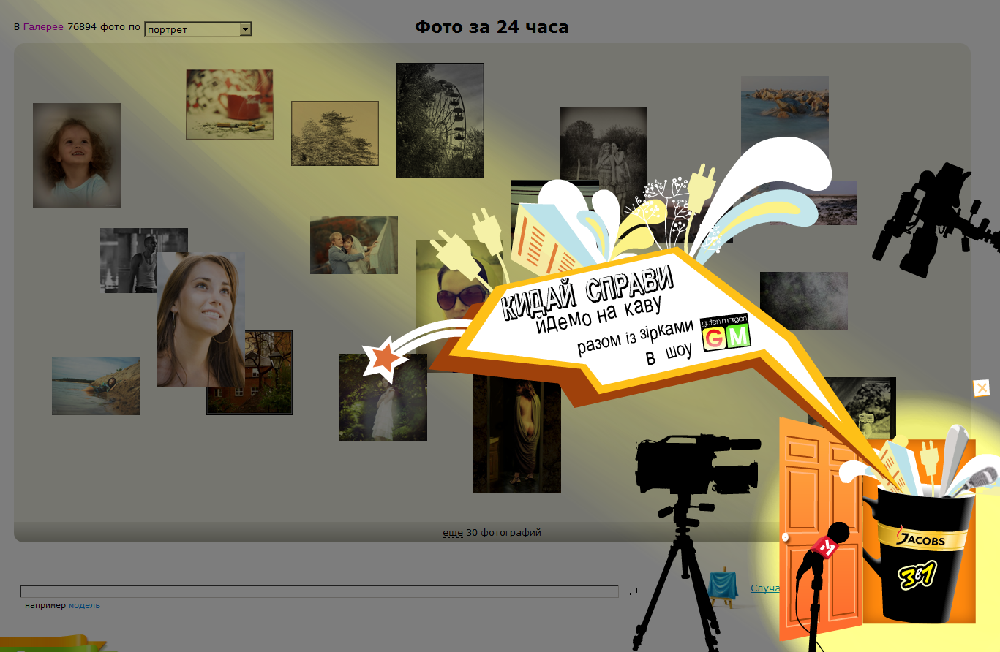 В Галерее 76894 фото по портрет
Фото за 24 часа
КИДАЙ СПРАВИ
йдемо на каву
разом із зірками
в шоу
guten morgen
GM
еще 30 фотографий
JACOBS
3в1
Случа
например модель